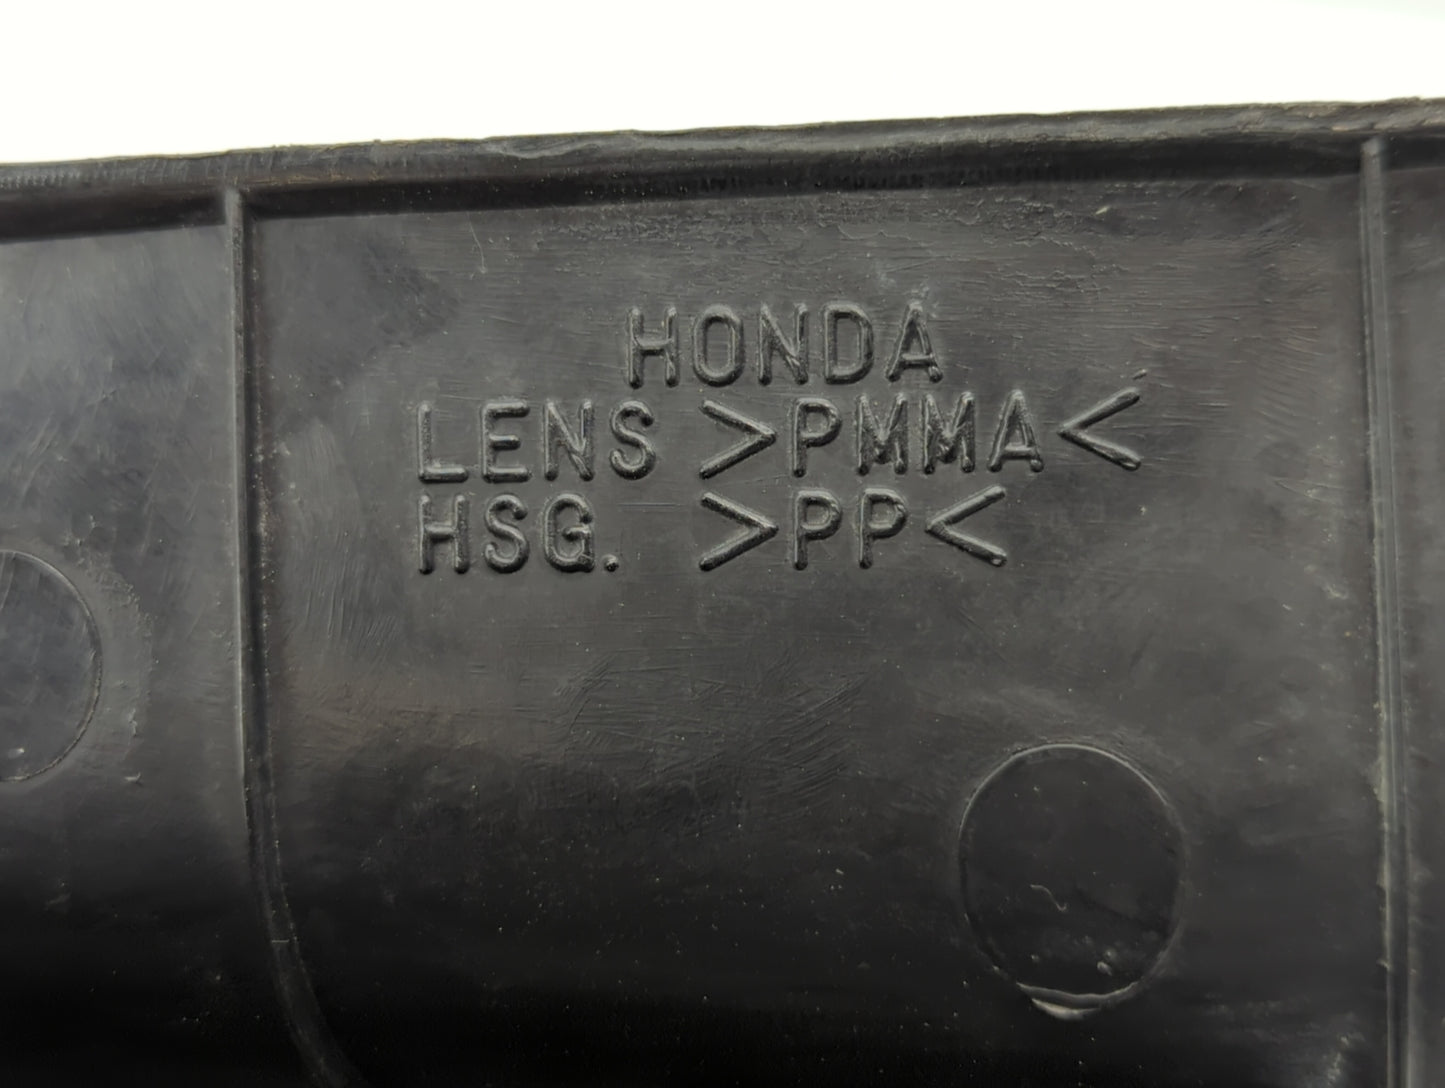 HONDA
LENS >PMMA<
HSG. >PP<